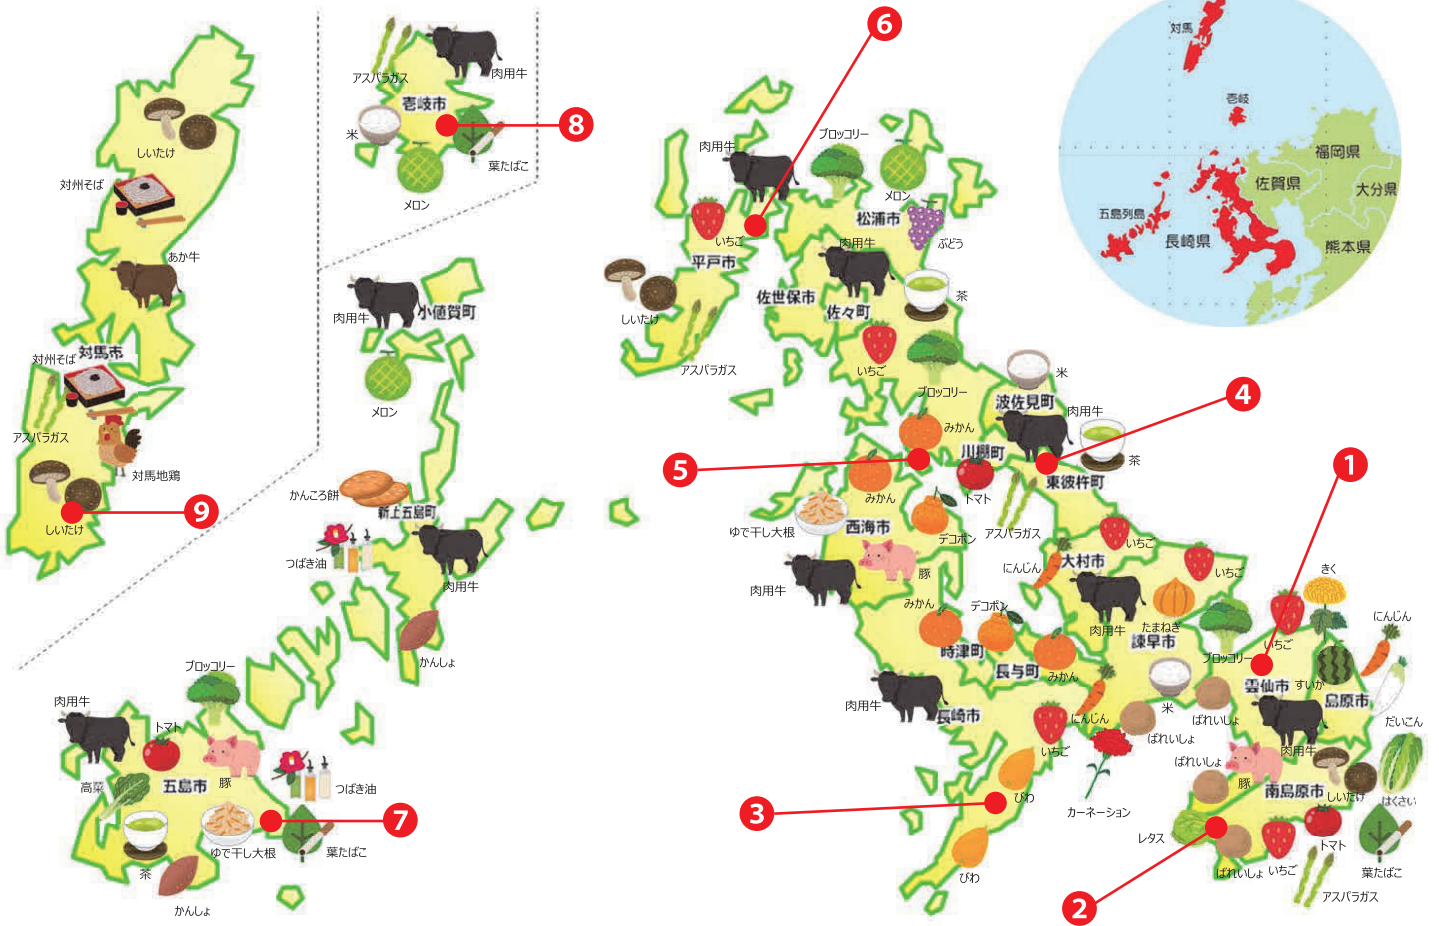 しいたけ
対州そば
あか牛
対馬市
対州そば
アスパラガス
対馬地鶏
しいたけ
9
アスパラガス
肉用牛
壱岐市
米
葉たばこ
メロン
8
肉用牛
小値賀町
メロン
かんころ餅
新上五島町
つばき油
肉用牛
かんしょ
ブロッコリー
肉用牛
トマト
高菜
五島市
豚
つばき油
茶
ゆで干し大根
葉たばこ
かんしょ
7
6
肉用牛
ブロッコリー
メロン
いちご
松浦市
ぶどう
平戸市
肉用牛
しいたけ
佐世保市
佐々町
茶
アスパラガス
いちご
ブロッコリー
米
波佐見町
肉用牛
4
みかん
川棚町
茶
5
みかん
トマト
東彼杵町
1
ゆで干し大根
西海市
デコポン
アスパラガス
豚
肉用牛
にんじん
大村市
いちご
いちご
きく
みかん
デコポン
肉用牛
たまねぎ
いちご
にんじん
時津町
諫早市
ブロッコリー
長与町
みかん
雲仙市
すいか
島原市
肉用牛
長崎市
にんじん
米
ばれいしょ
だいこん
いちご
ばれいしょ
肉用牛
ばれいしょ
豚
びわ
カーネーション
南島原市
しいたけ
はくさい
3
レタス
トマト
ばれいしょ
いちご
葉たばこ
びわ
アスパラガス
2
対馬
壱岐
福岡県
佐賀県
大分県
五島列島
長崎県
熊本県